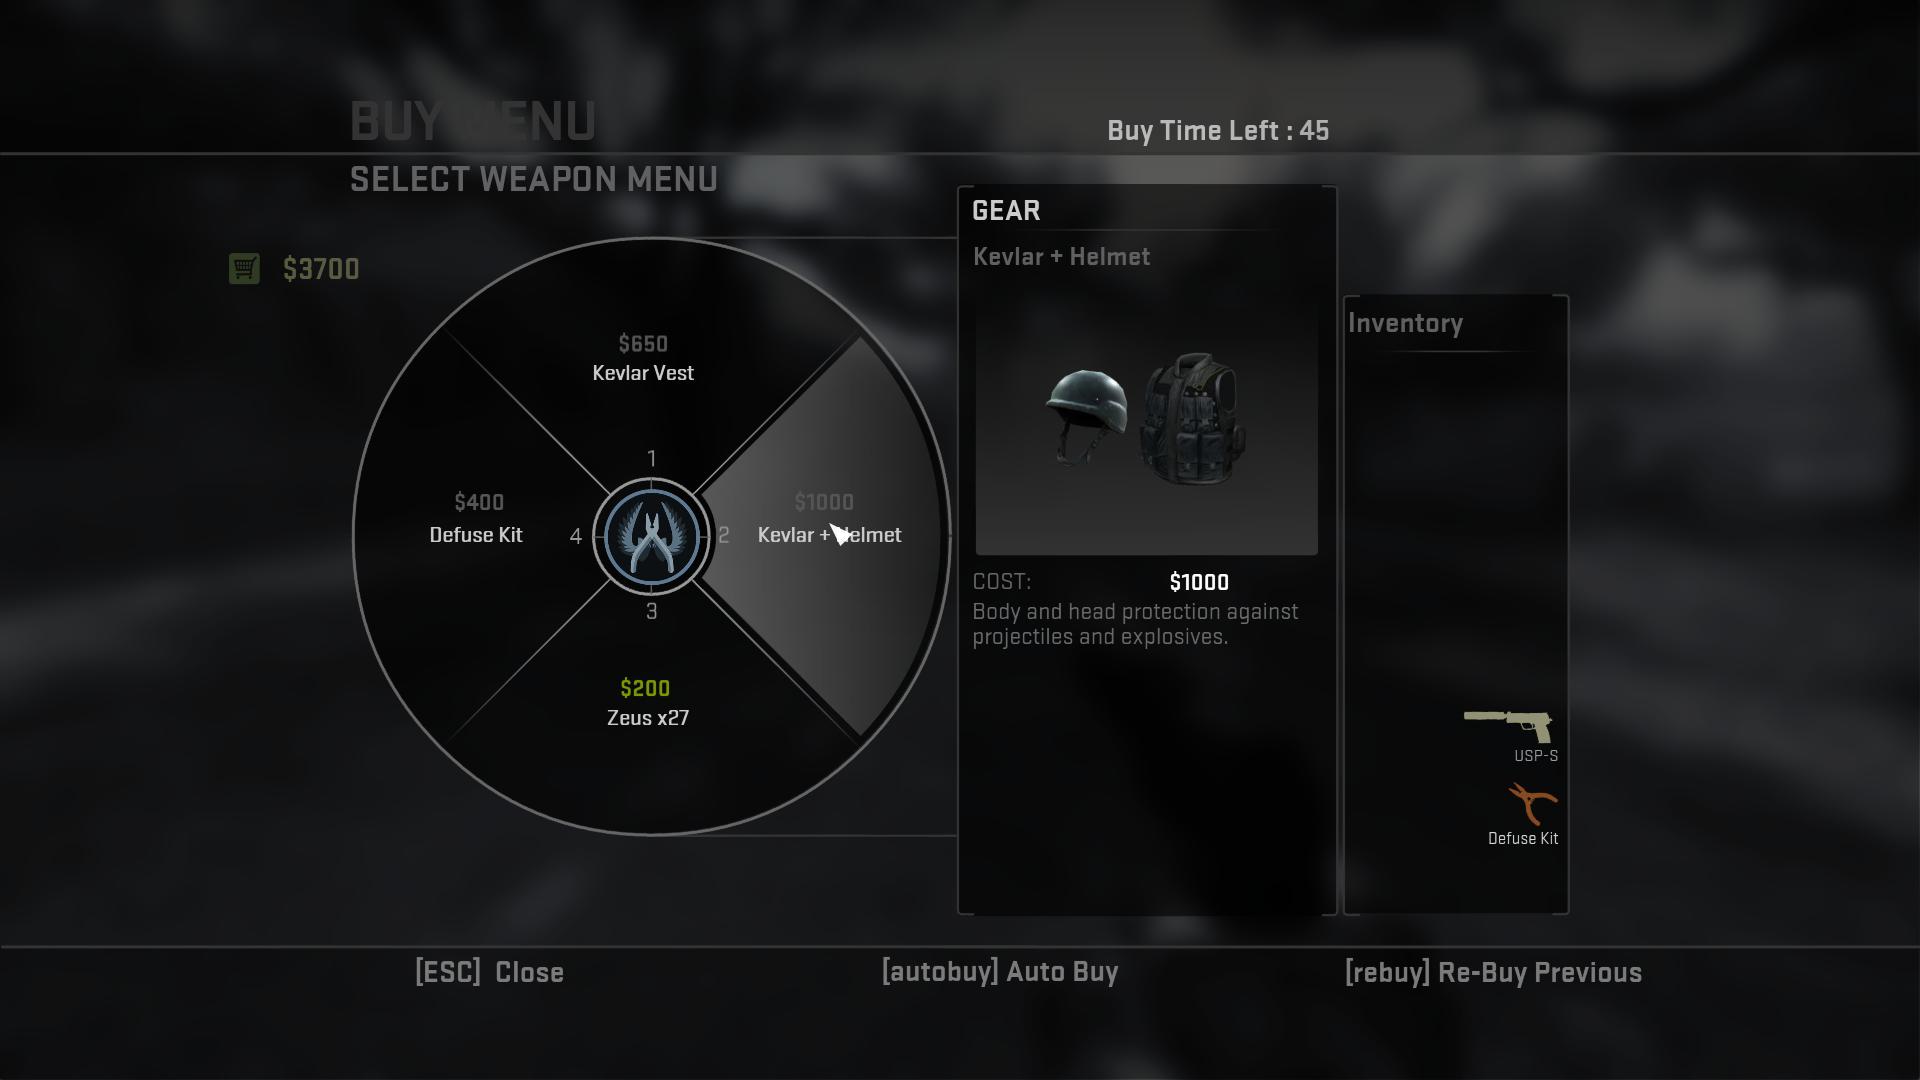 BUY MENU
Buy Time Left : 45
SELECT WEAPON MENU
$3700
GEAR
Kevlar + Helmet
Inventory
$650
Kevlar Vest
1
$400
Defuse Kit
4
2
$1000
Kevlar + Helmet
3
$200
Zeus x27
COST:
$1000
Body and head protection against
projectiles and explosives.
USP-S
Defuse Kit
[ESC] Close
[autobuy] Auto Buy
[rebuy] Re-Buy Previous